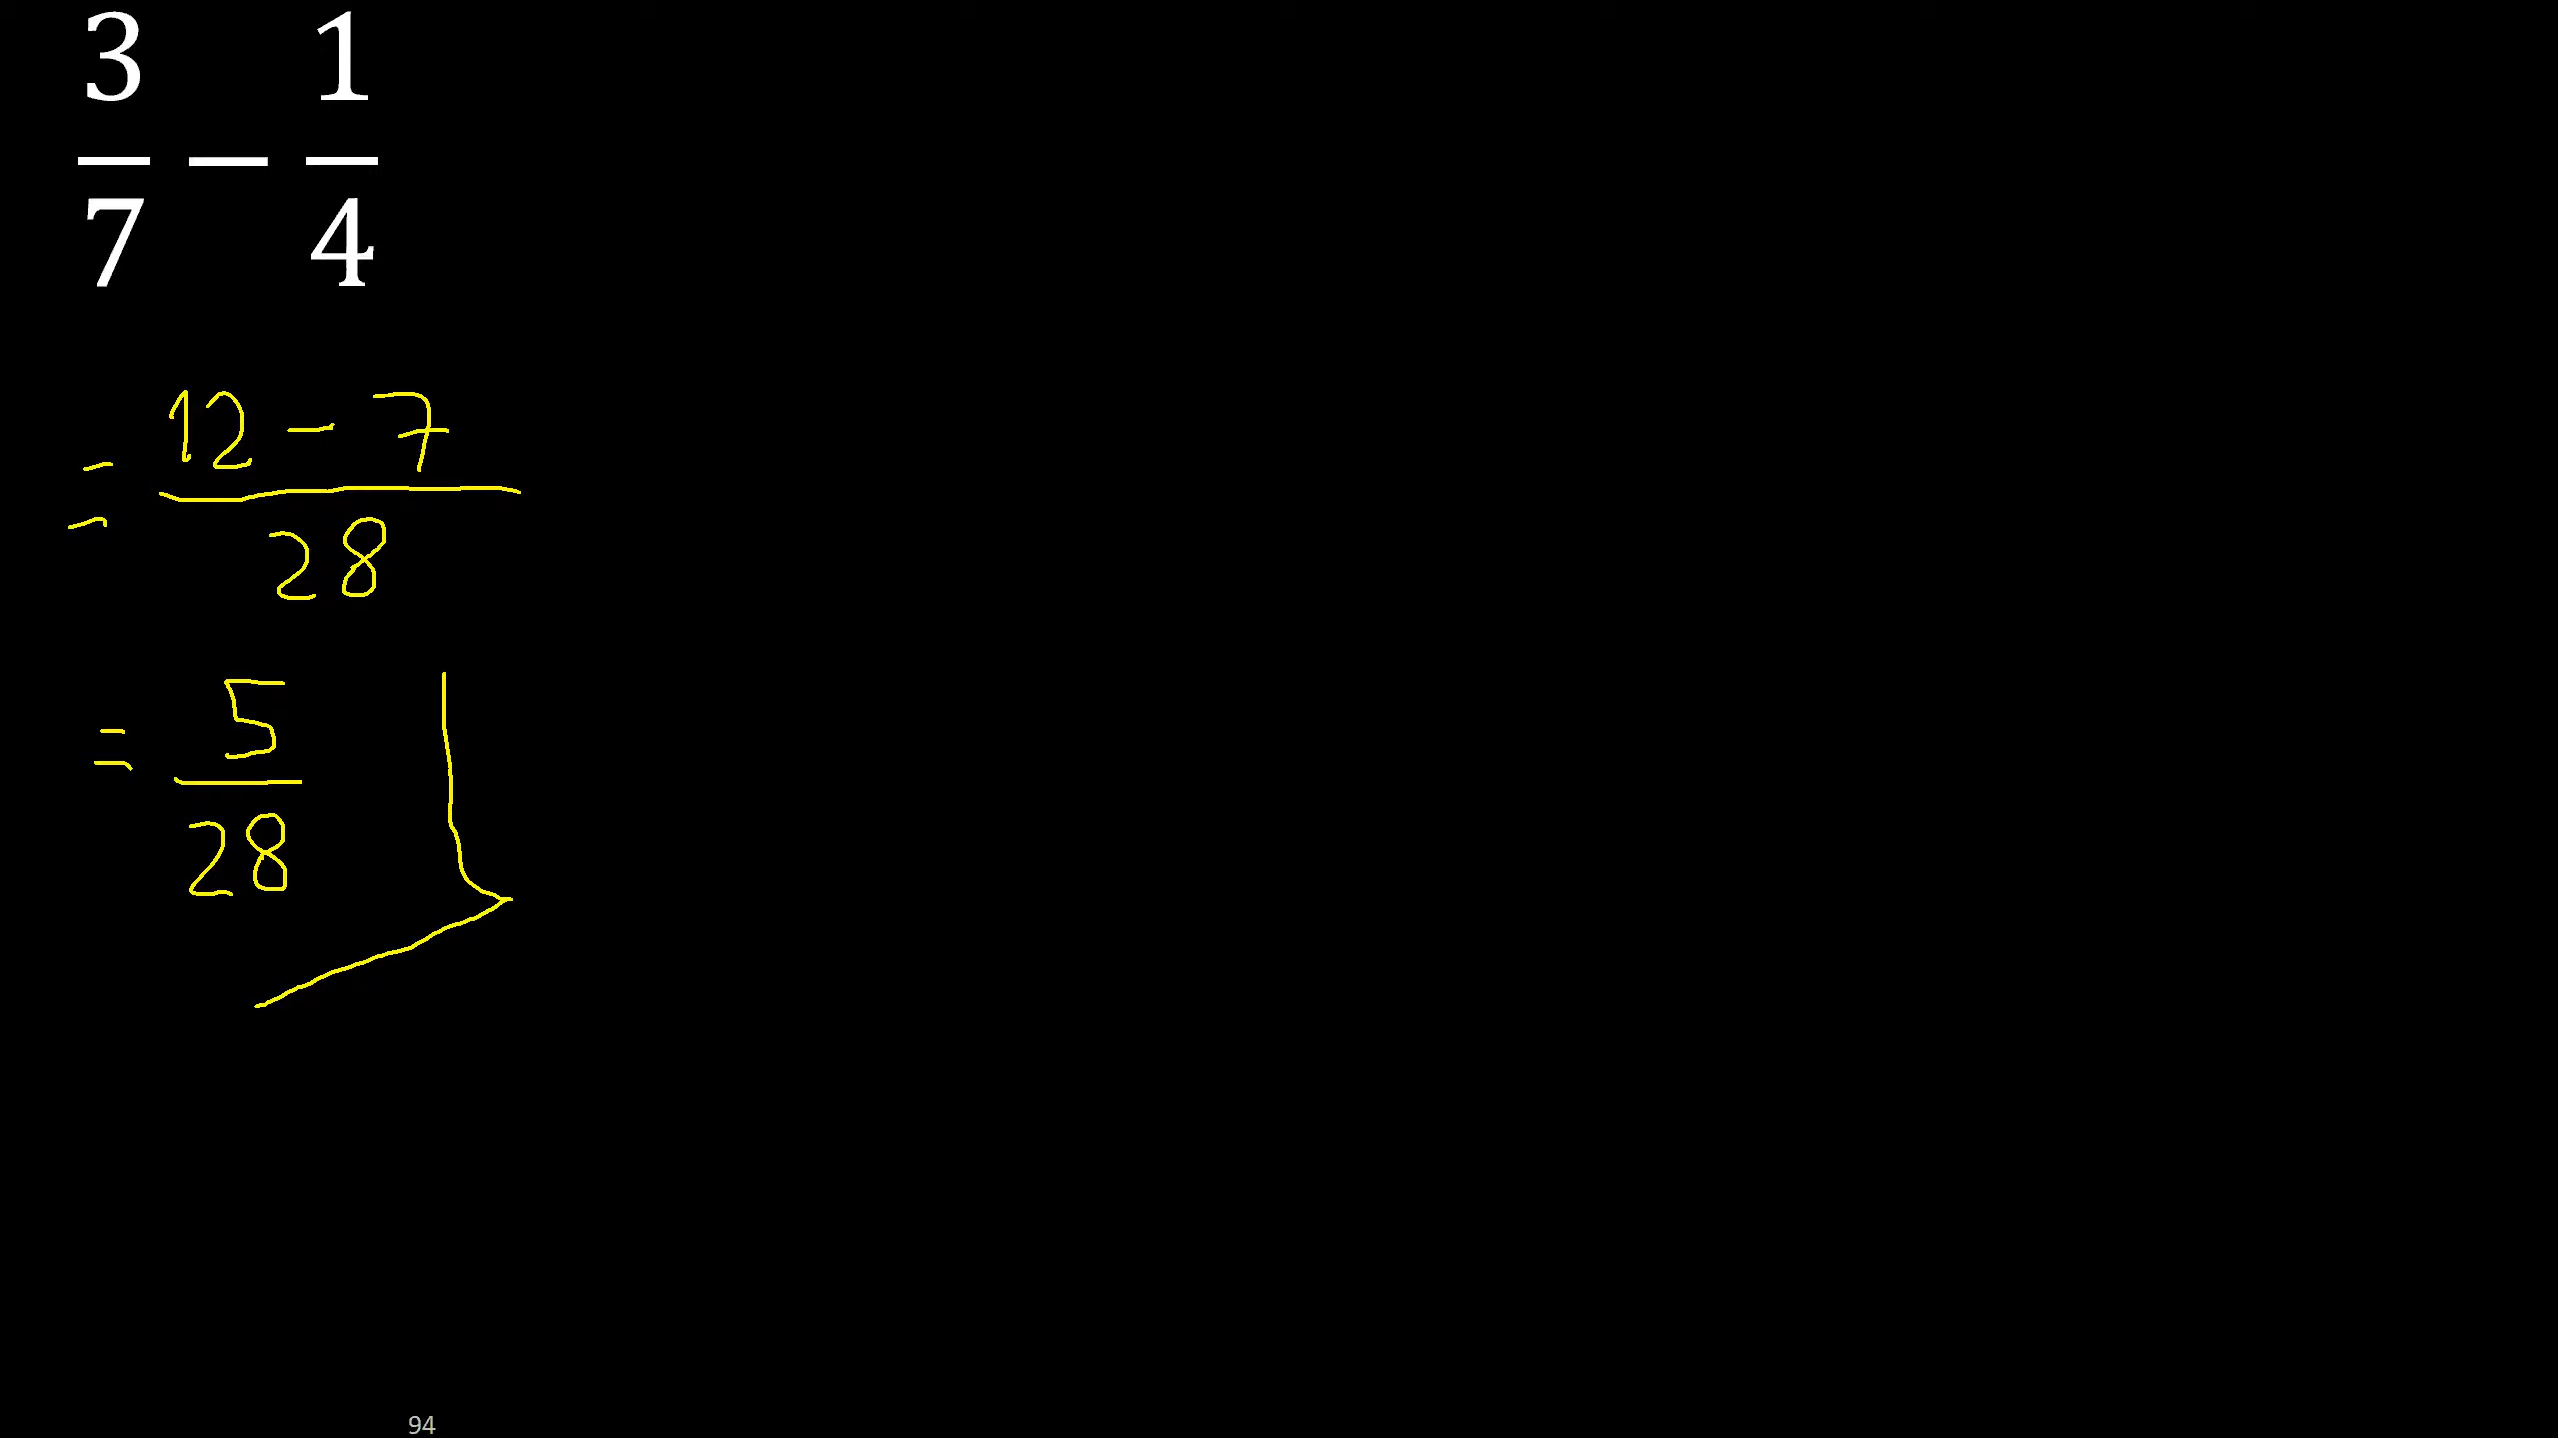 3/7 − 1/4
= 12 - 7 / 28
= 5/28
94